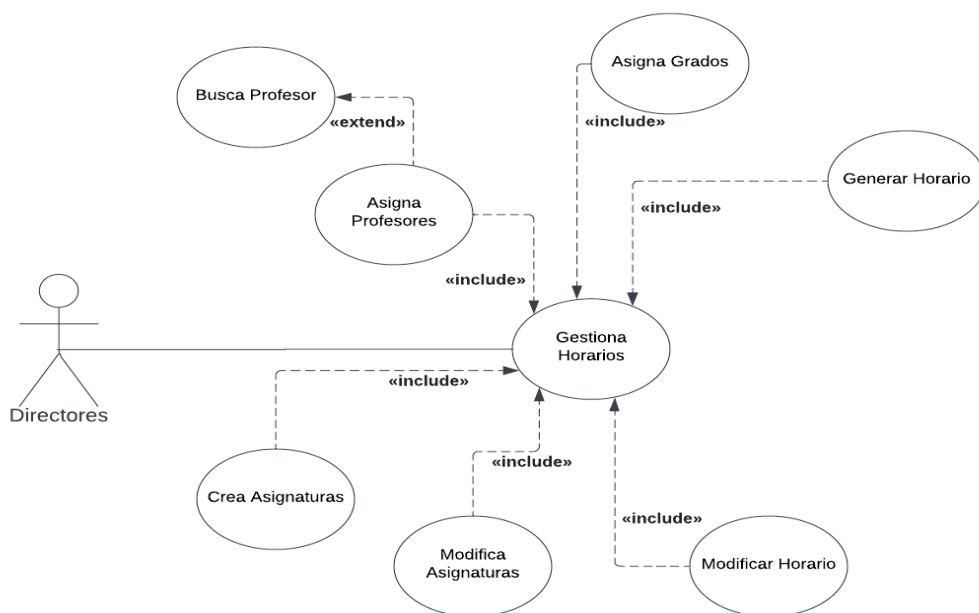 Asigna Grados
Busca Profesor
«extend»
«include»
Generar Horario
Asigna
Profesores
«include»
«include»
Gestiona
Horarios
«include»
Directores
«include»
Crea Asignaturas
«include»
Modifica
Asignaturas
Modificar Horario